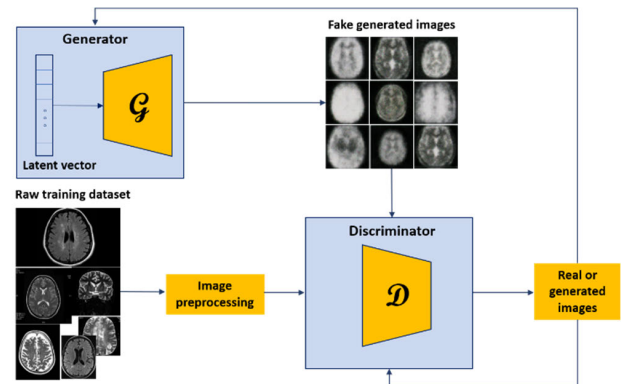 Generator
Fake generated images
𝒢
Latent vector
Raw training dataset
Discriminator
Image
preprocessing
𝒟
Real or
generated
images